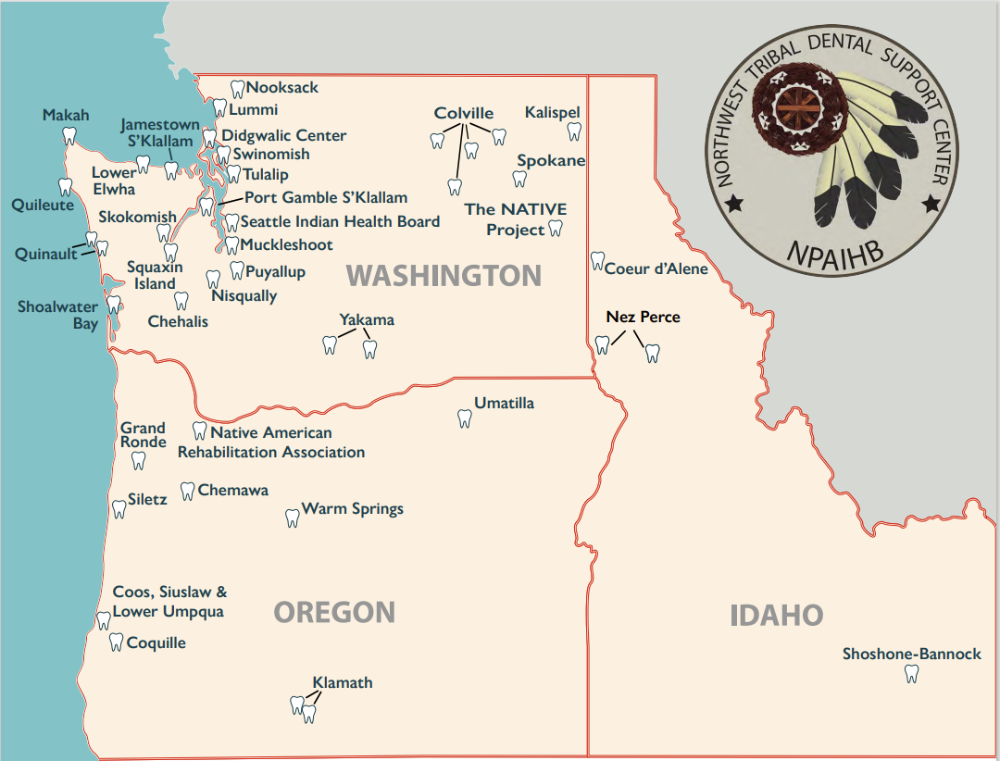 NORTHWEST TRIBAL DENTAL SUPPORT CENTER
NPAIHB
Nooksack
Lummi
Makah
Jamestown
S’Klallam
Didgwalic Center
Swinomish
Tulalip
Lower
Elwha
Port Gamble S’Klallam
Quileute
Skokomish
Seattle Indian Health Board
Muckleshoot
Quinault
Squaxin
Island
Puyallup
Nisqually
Shoalwater
Bay
Chehalis
Colville
Kalispel
Spokane
The NATIVE
Project
WASHINGTON
Yakama
Coeur d’Alene
Nez Perce
Umatilla
Grand
Ronde
Native American
Rehabilitation Association
Siletz
Chemawa
Warm Springs
Coos, Siuslaw &
Lower Umpqua
Coquille
OREGON
Klamath
IDAHO
Shoshone-Bannock